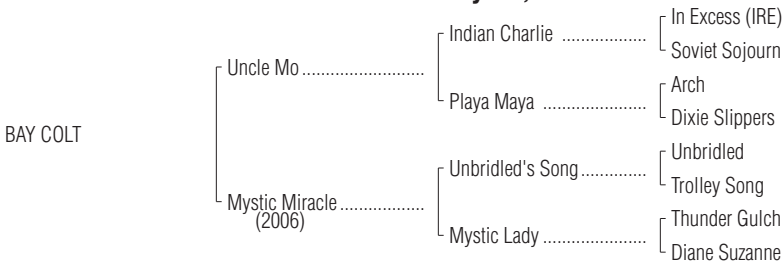 In Excess (IRE)
Indian Charlie ..................
Soviet Sojourn
Uncle Mo ..........................
Arch
Playa Maya ......................
Dixie Slippers
BAY COLT
Unbridled
Unbridled's Song..............
Trolley Song
Mystic Miracle ..................
(2006)
Thunder Gulch
Mystic Lady ......................
Diane Suzanne